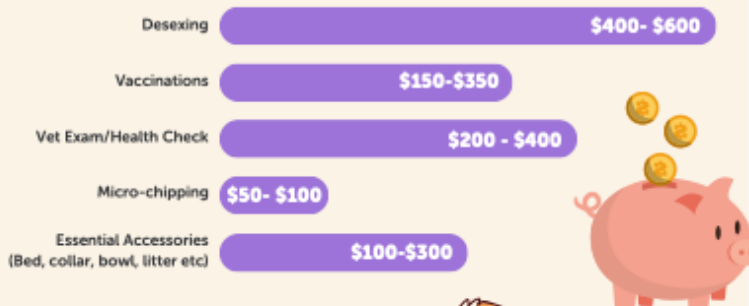 Desexing
$400- $600
Vaccinations
$150-$350
Vet Exam/Health Check
$200 - $400
Micro-chipping
$50- $100
Essential Accessories
(Bed, collar, bowl, litter etc)
$100-$300